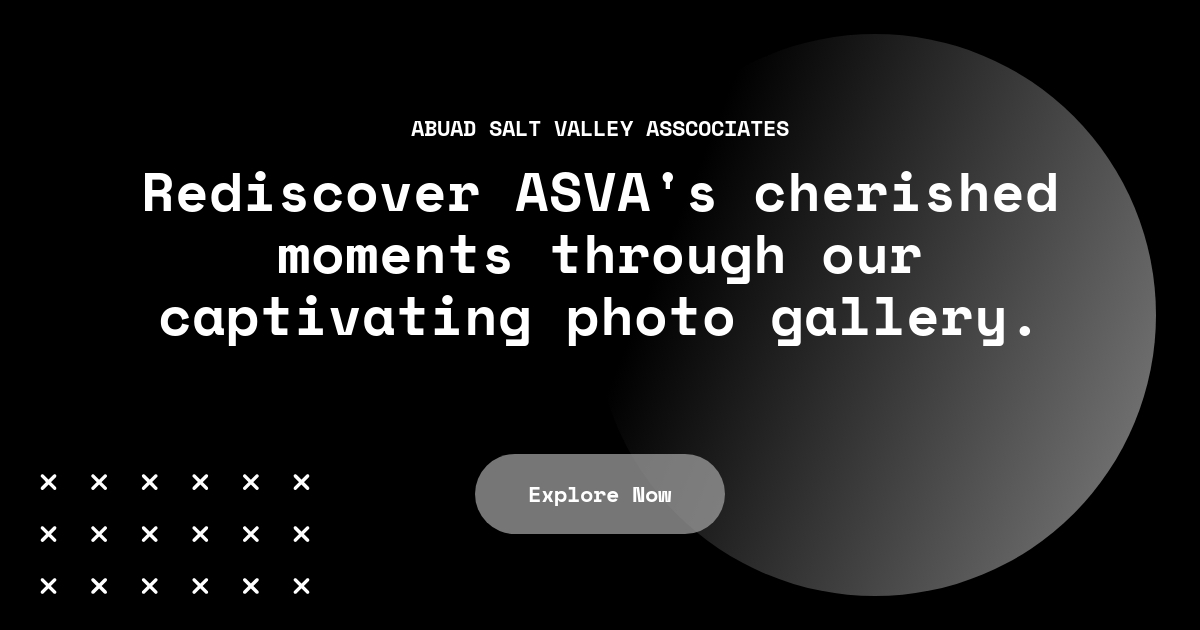 ABUAD SALT VALLEY ASSCOCIATES
Rediscover ASVA's cherished
moments through our
captivating photo gallery.
Explore Now